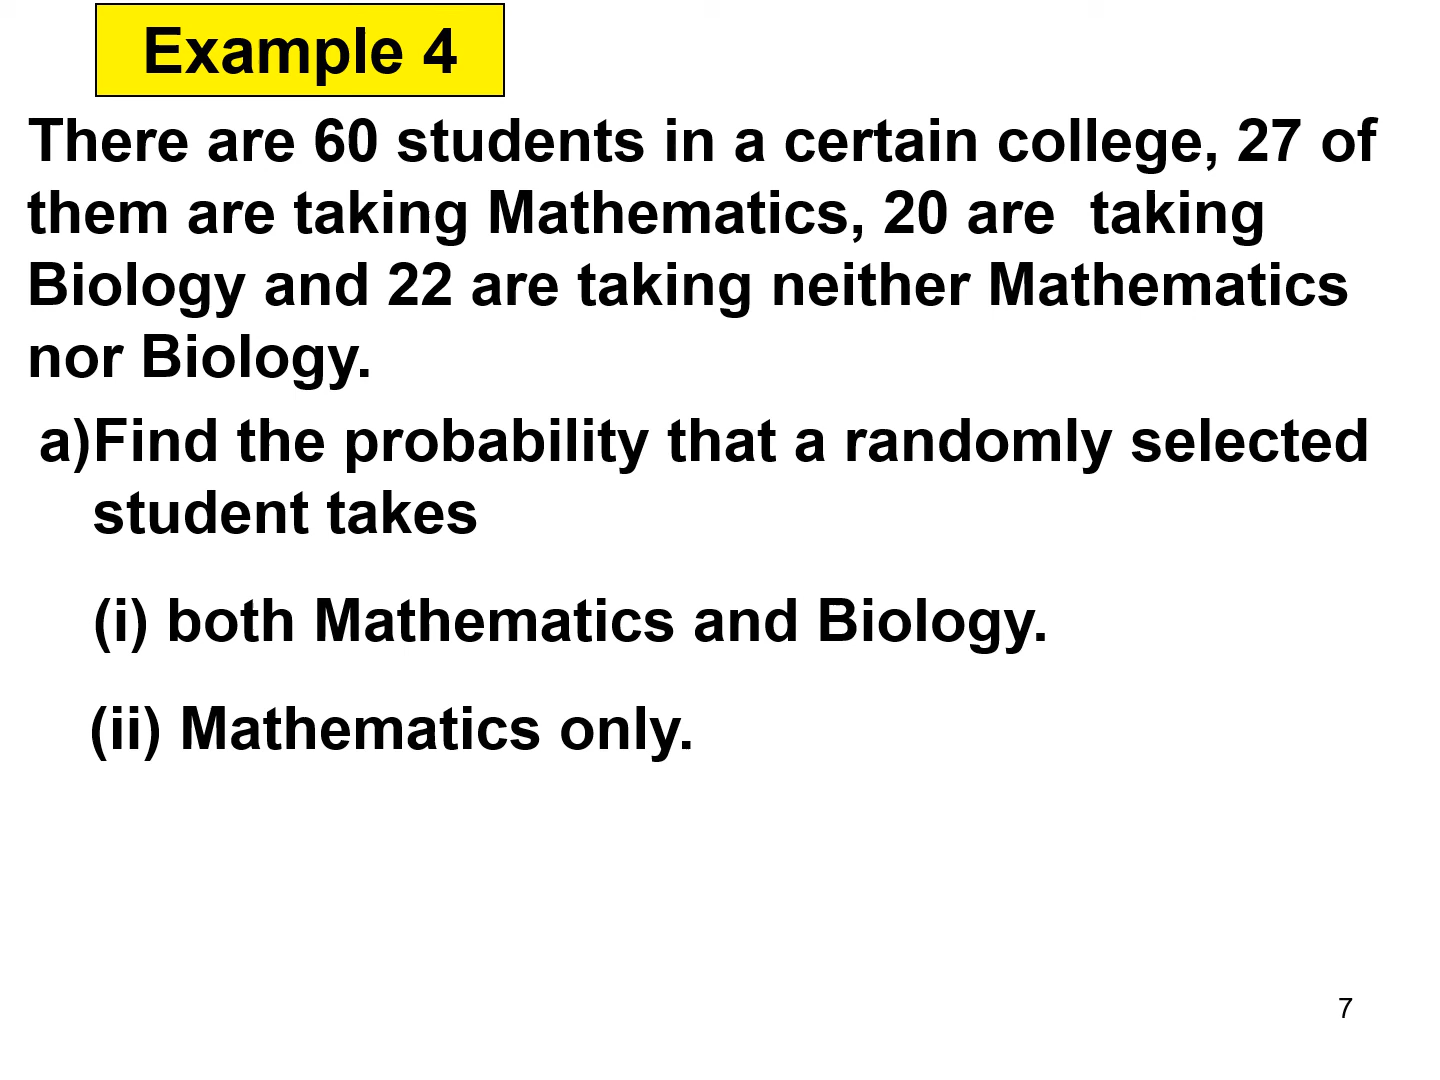 Example 4
There are 60 students in a certain college, 27 of
them are taking Mathematics, 20 are  taking
Biology and 22 are taking neither Mathematics
nor Biology.
a)Find the probability that a randomly selected
student takes
(i) both Mathematics and Biology.
(ii) Mathematics only.
7